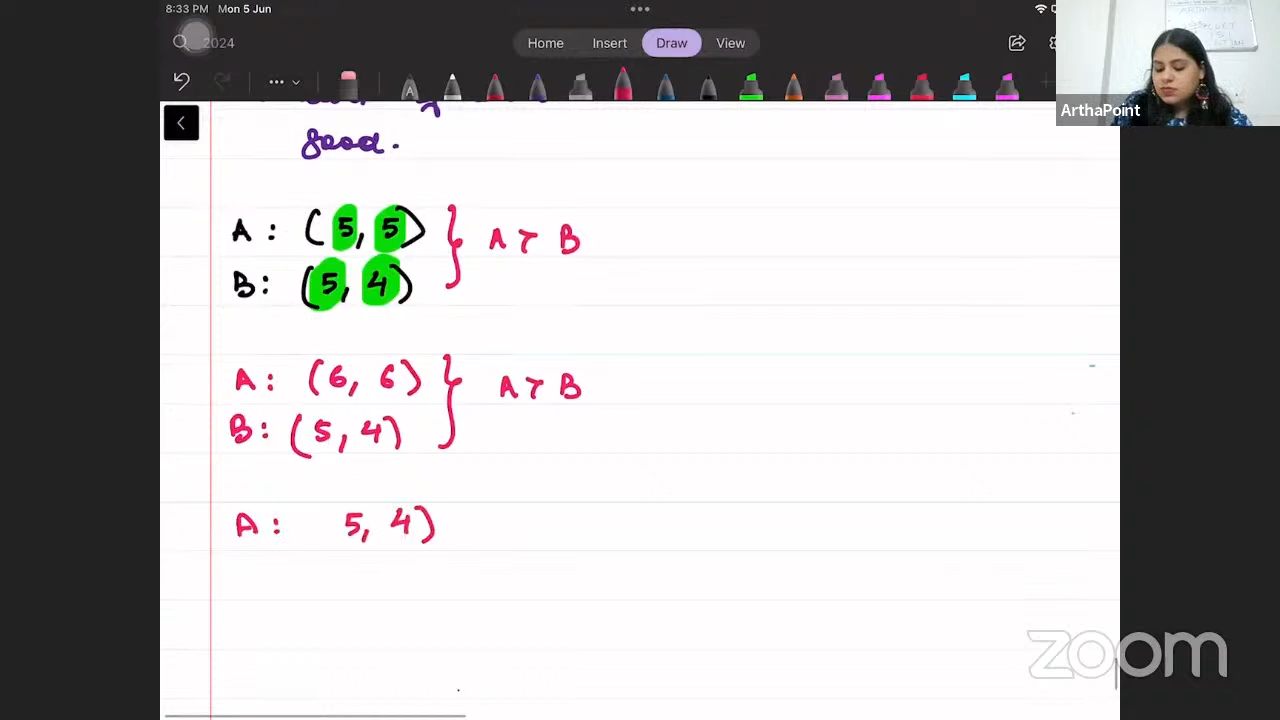 8:33 PM Mon 5 Jun
2024
Home Insert Draw View
ArthaPoint
good.
A: (5, 5) } A ≻ B
B: (5, 4)
A: (6, 6) } A ≻ B
B: (5, 4)
A: 5, 4)
zoom